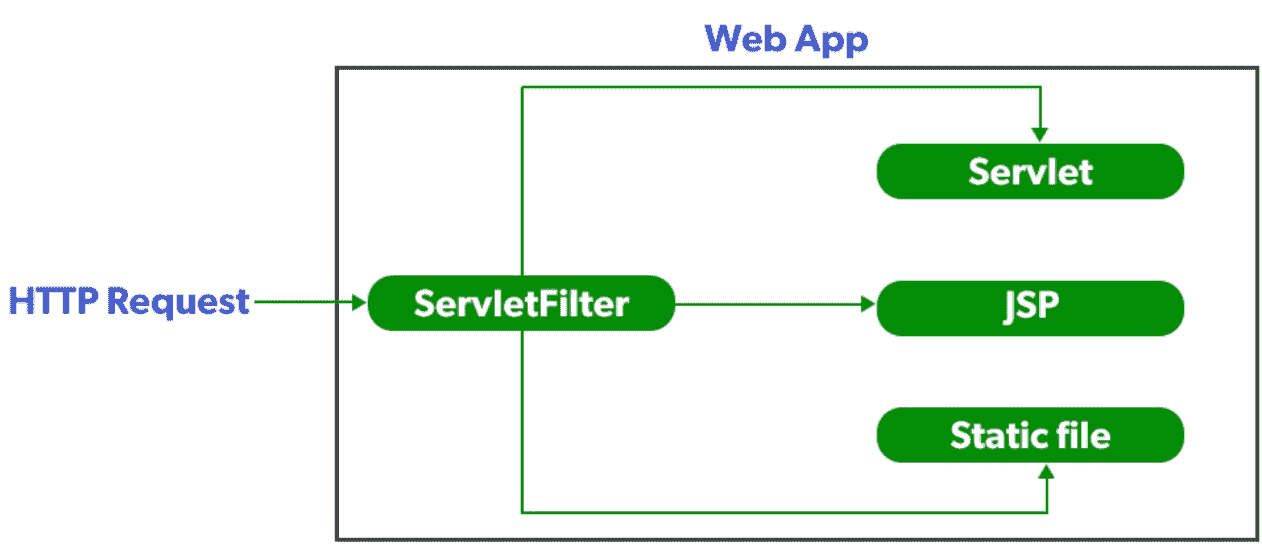 Web App
Servlet
HTTP Request
ServletFilter
JSP
Static file